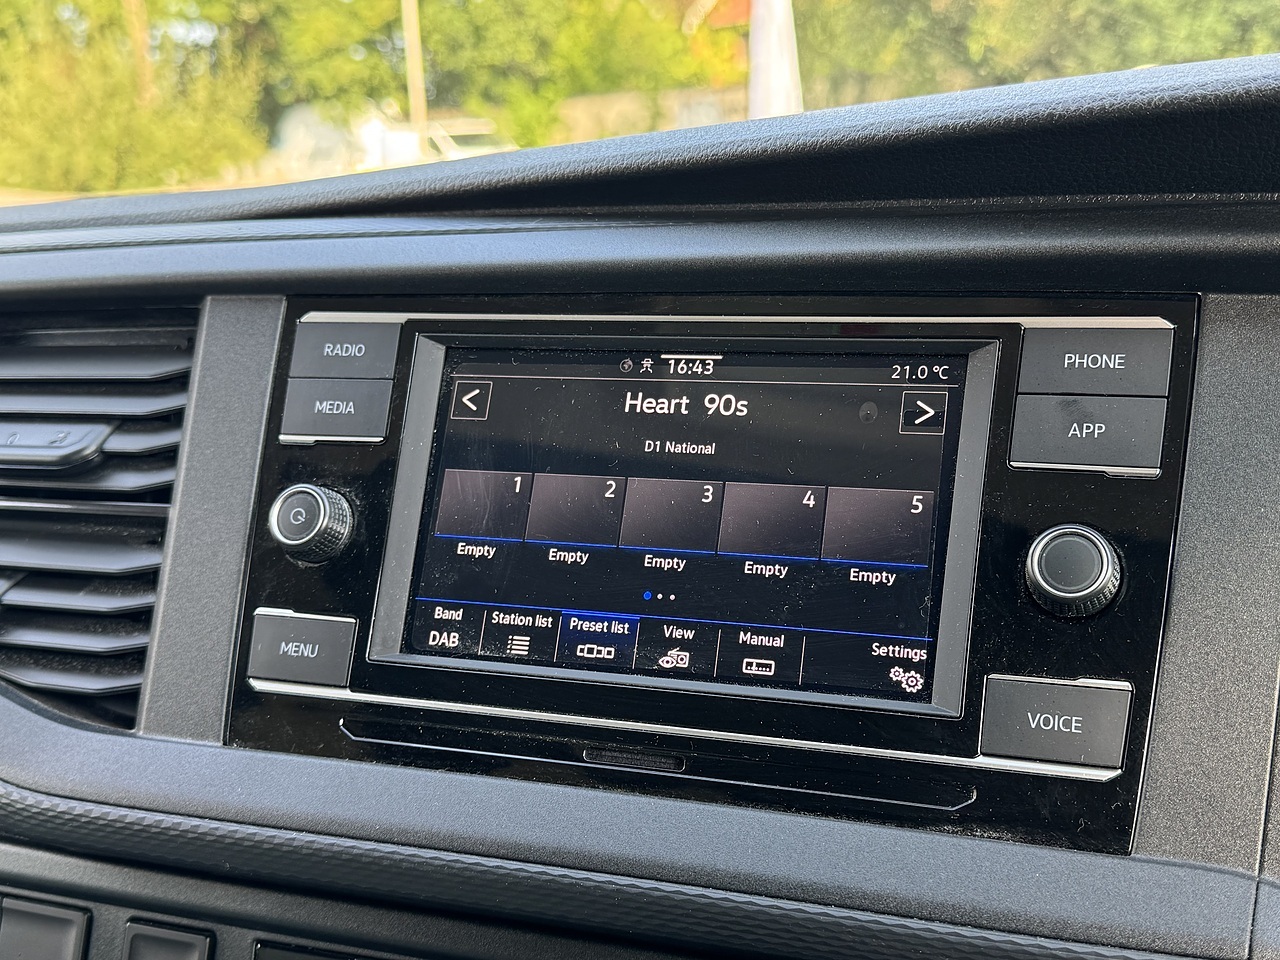 RADIO
MEDIA
MENU
16:43
21.0 °C
<
Heart 90s
>
D1 National
1 2 3 4 5
Empty Empty Empty Empty Empty
Band Station list Preset list View Manual Settings
DAB
PHONE
APP
VOICE